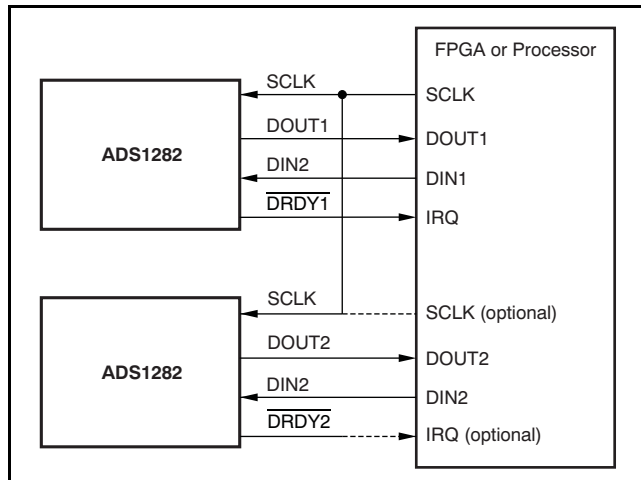 FPGA or Processor
SCLK
SCLK
DOUT1
DOUT1
ADS1282
DIN2
DIN1
DRDY1
IRQ
SCLK
SCLK (optional)
DOUT2
DOUT2
ADS1282
DIN2
DIN2
DRDY2
IRQ (optional)